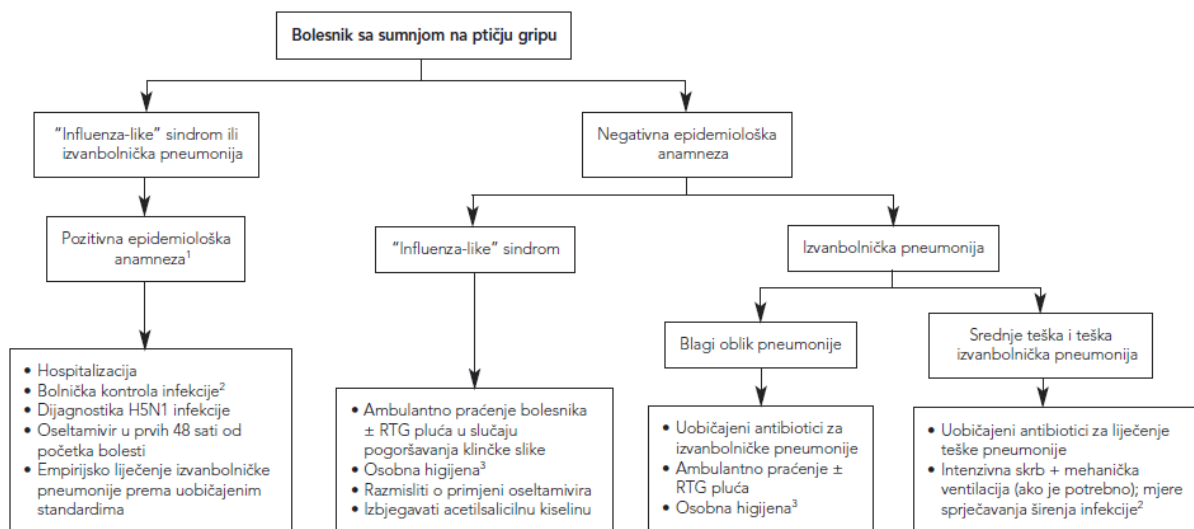 Bolesnik sa sumnjom na ptičju gripu
"Influenza-like" sindrom ili
izvanbolnička pneumonija
Negativna epidemiološka
anamneza
Pozitivna epidemiološka
anamneza¹
"Influenza-like" sindrom
Izvanbolnička pneumonija
Blagi oblik pneumonije
Srednje teška i teška
izvanbolnička pneumonija
• Hospitalizacija
• Bolnička kontrola infekcije²
• Dijagnostika H5N1 infekcije
• Oseltamivir u prvih 48 sati od
početka bolesti
• Empirijsko liječenje izvanbolničke
pneumonije prema uobičajenim
standardima
• Ambulantno praćenje bolesnika
± RTG pluća u slučaju
pogoršavanja klinčke slike
• Osobna higijena³
• Razmisliti o primjeni oseltamivira
• Izbjegavati acetilsalicilnu kiselinu
• Uobičajeni antibiotici za
izvanbolničke pneumonije
• Ambulantno praćenje ±
RTG pluća
• Osobna higijena³
• Uobičajeni antibiotici za liječenje
teške pneumonije
• Intenzivna skrb + mehanička
ventilacija (ako je potrebno); mjere
sprječavanja širenja infekcije²